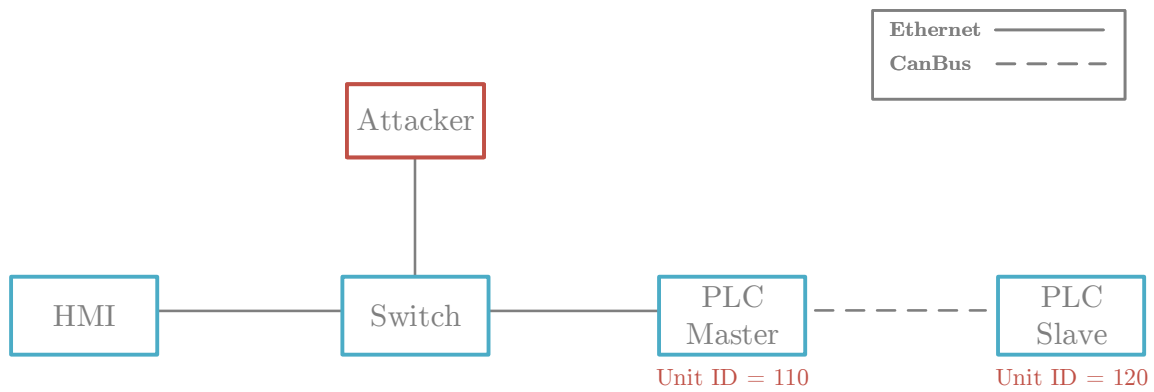 Ethernet
CanBus
Attacker
HMI
Switch
PLC
Master
PLC
Slave
Unit ID = 110
Unit ID = 120